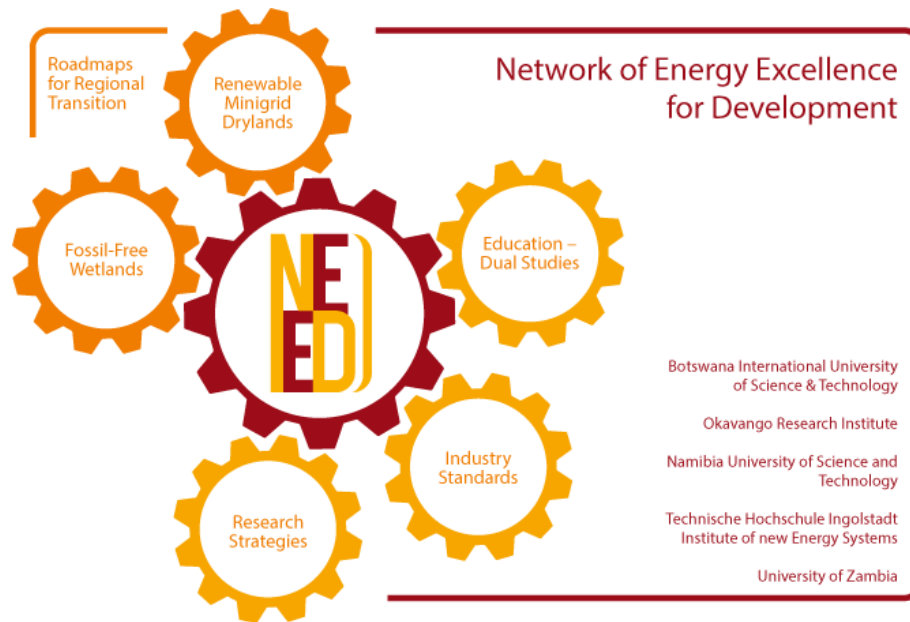 Roadmaps
for Regional
Transition
Renewable
Minigrid
Drylands
Network of Energy Excellence
for Development
Fossil-Free
Wetlands
NE
ED
Education –
Dual Studies
Industry
Standards
Research
Strategies
Botswana International University
of Science & Technology
Okavango Research Institute
Namibia University of Science and
Technology
Technische Hochschule Ingolstadt
Institute of new Energy Systems
University of Zambia